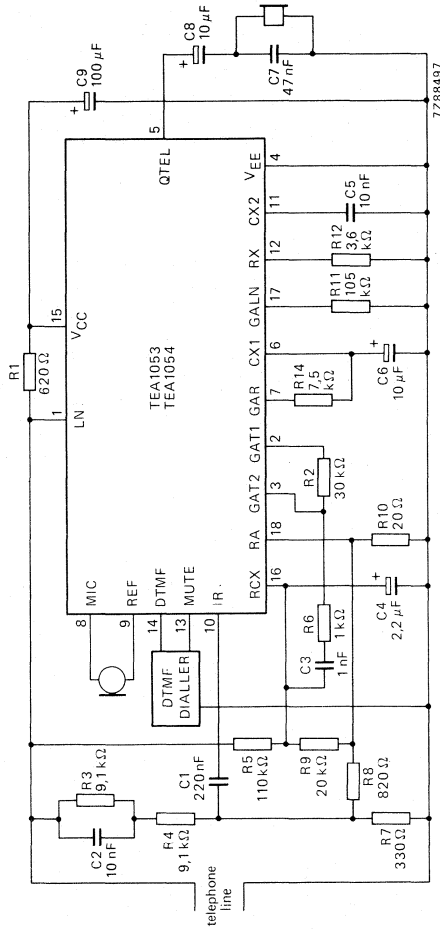 telephone
line
C2
10 nF
R3
9,1 kΩ
R4
9,1 kΩ
R7
330 Ω
R8
820 Ω
R5
110 kΩ
R9
20 kΩ
C1
220 nF
DTMF
DIALLER
8
MIC
9
REF
14
DTMF
13
MUTE
10
IR
R1
620 Ω
1
LN
15
VCC
TEA1053
TEA1054
5
QTEL
RCX
16
RA
18
GAT2
3
GAT1
2
GAR
7
CX1
6
GALN
17
RX
12
CX2
11
VEE
4
C3
1 nF
R6
1 kΩ
R2
30 kΩ
C4
+
2,2 µF
R10
20 Ω
R14
7,5
kΩ
C6
+
10 µF
R11
105
kΩ
R12
3,6
kΩ
C5
10 nF
+
C9
100 µF
+
C8
10 µF
C7
47 nF
7Z88497